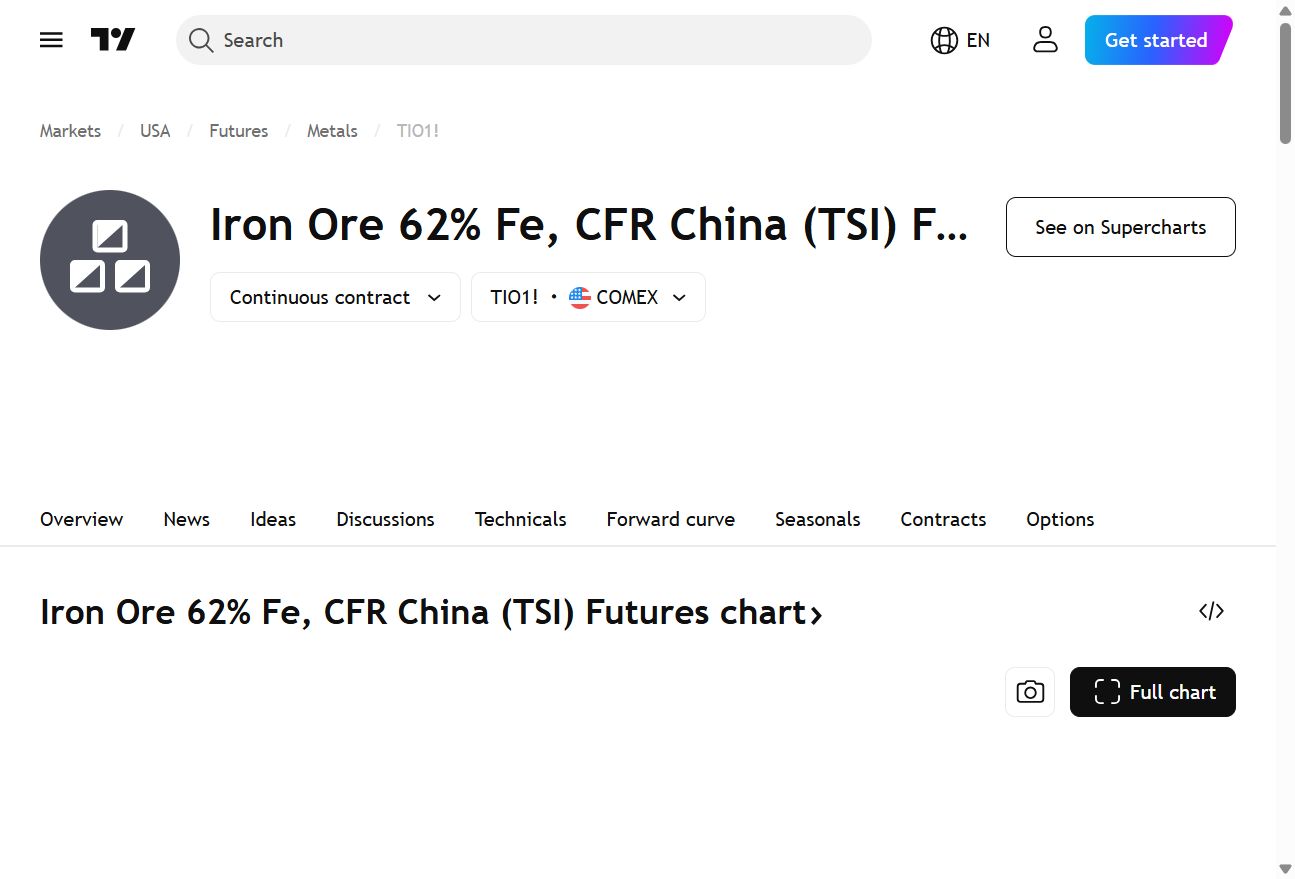 Search
EN
Get started
Markets / USA / Futures / Metals / TIO1!
Iron Ore 62% Fe, CFR China (TSI) F...
See on Supercharts
Continuous contract
TIO1! • COMEX
Overview News Ideas Discussions Technicals Forward curve Seasonals Contracts Options
Iron Ore 62% Fe, CFR China (TSI) Futures chart
Full chart